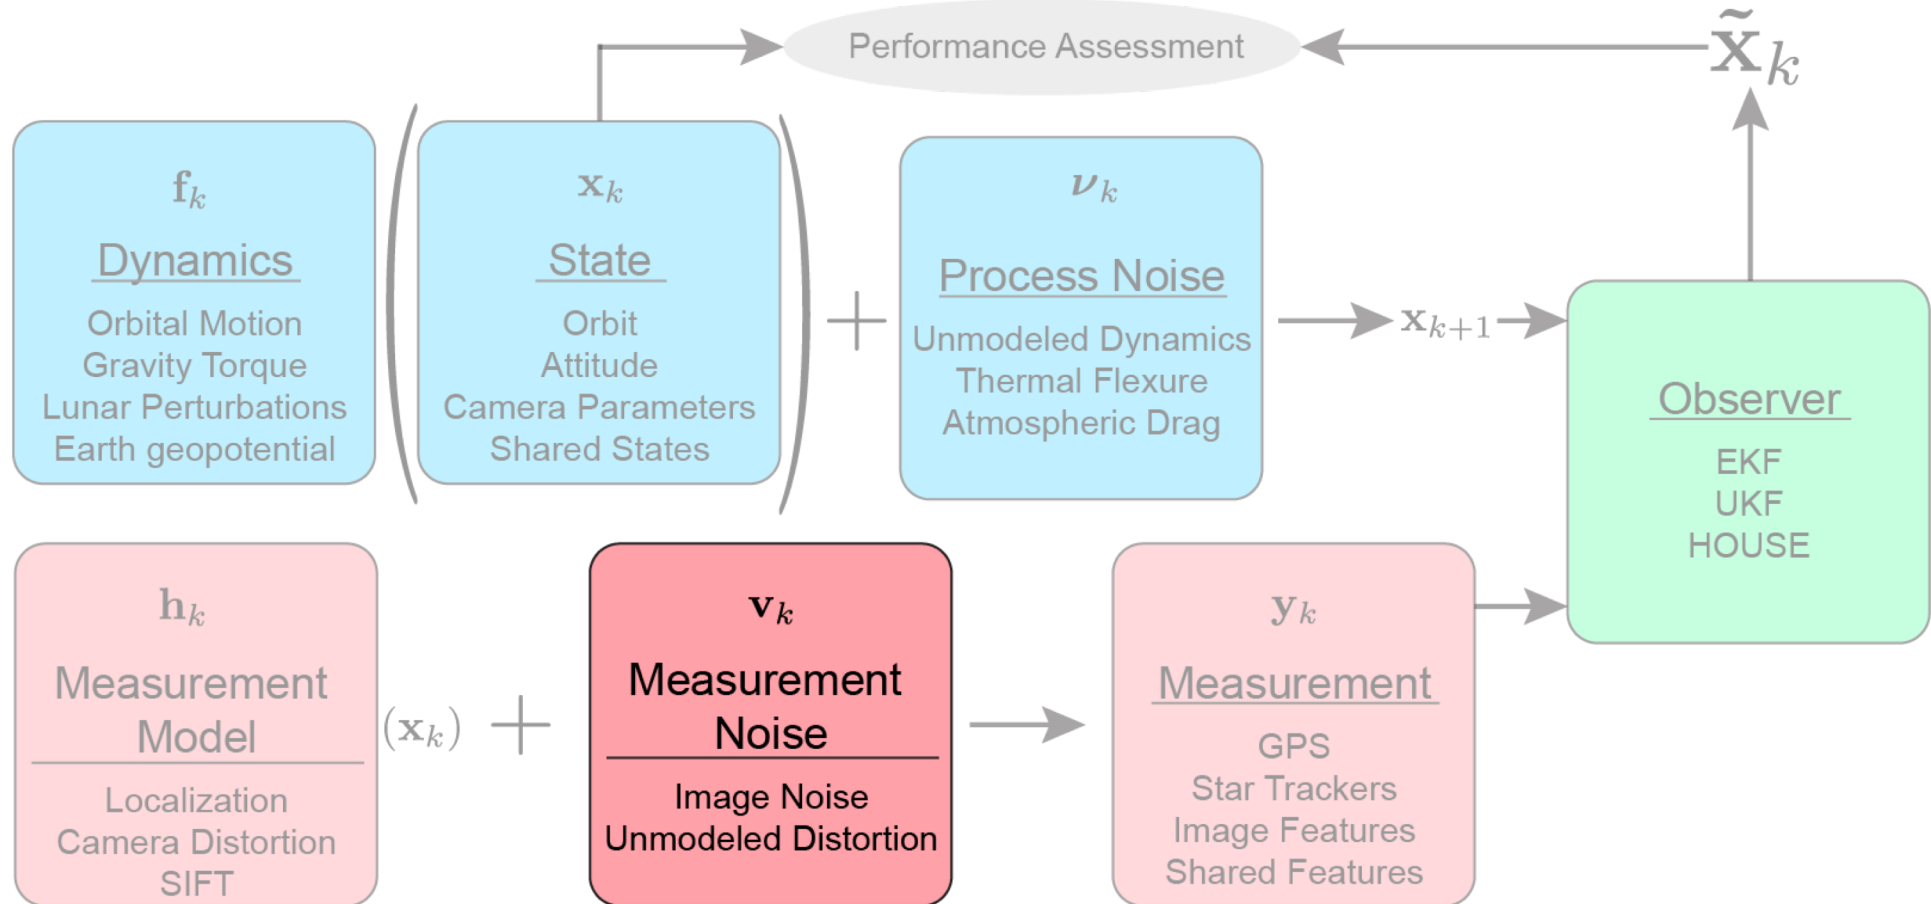 Performance Assessment
x̃ₖ
fₖ
Dynamics
Orbital Motion
Gravity Torque
Lunar Perturbations
Earth geopotential
(
xₖ
State
Orbit
Attitude
Camera Parameters
Shared States
)
+
νₖ
Process Noise
Unmodeled Dynamics
Thermal Flexure
Atmospheric Drag
xₖ₊₁
Observer
EKF
UKF
HOUSE
hₖ
Measurement
Model
Localization
Camera Distortion
SIFT
(xₖ)
+
vₖ
Measurement
Noise
Image Noise
Unmodeled Distortion
yₖ
Measurement
GPS
Star Trackers
Image Features
Shared Features